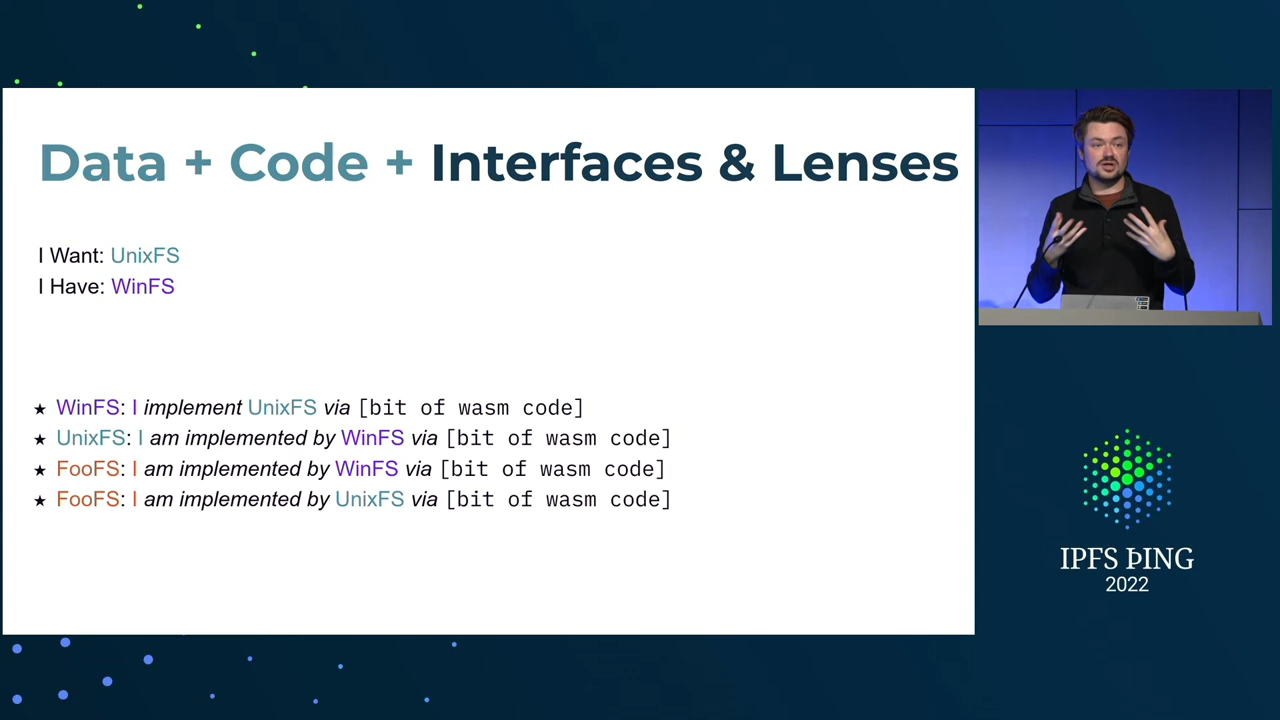 Data + Code + Interfaces & Lenses
I Want: UnixFS
I Have: WinFS
★ WinFS: I implement UnixFS via [bit of wasm code]
★ UnixFS: I am implemented by WinFS via [bit of wasm code]
★ FooFS: I am implemented by WinFS via [bit of wasm code]
★ FooFS: I am implemented by UnixFS via [bit of wasm code]
IPFS ÞING
2022